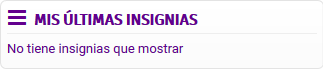 MIS ÚLTIMAS INSIGNIAS
No tiene insignias que mostrar